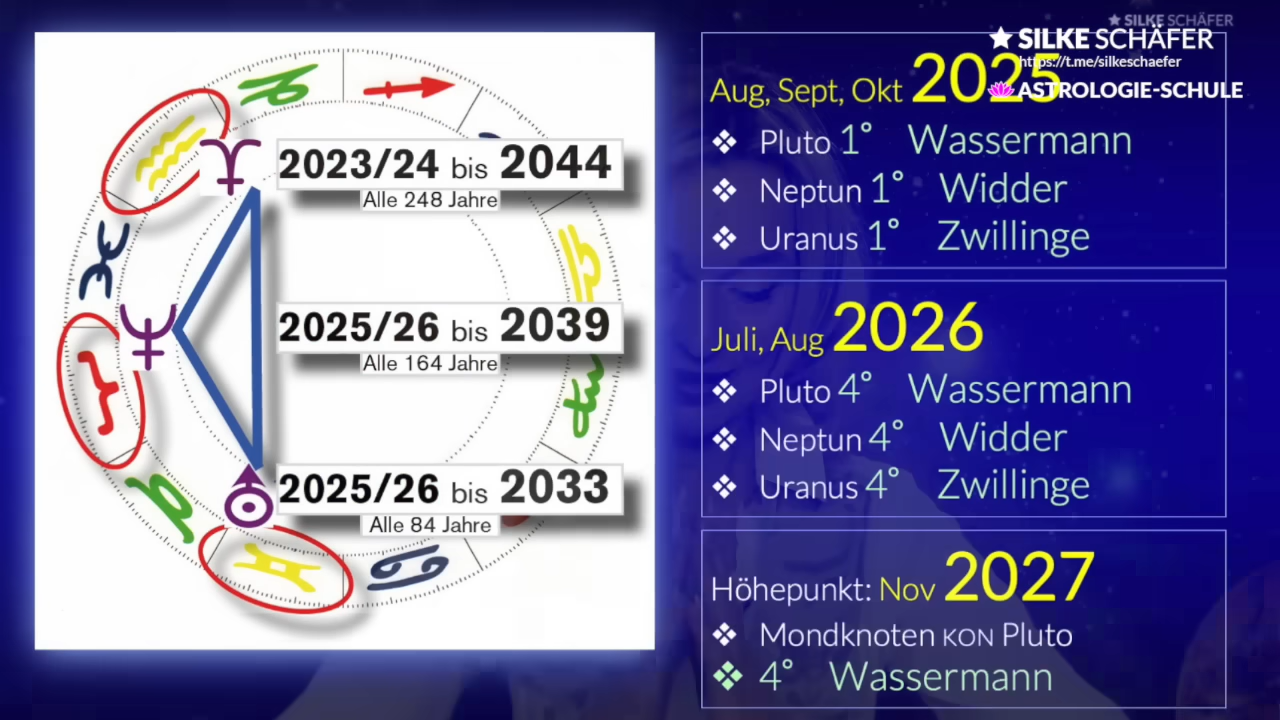 SILKE SCHÄFER
SILKE SCHÄFER
https://t.me/silkeschaefer
ASTROLOGIE-SCHULE
2023/24 bis 2044
Alle 248 Jahre
2025/26 bis 2039
Alle 164 Jahre
2025/26 bis 2033
Alle 84 Jahre
Aug, Sept, Okt 2025
❖ Pluto 1° Wassermann
❖ Neptun 1° Widder
❖ Uranus 1° Zwillinge
Juli, Aug 2026
❖ Pluto 4° Wassermann
❖ Neptun 4° Widder
❖ Uranus 4° Zwillinge
Höhepunkt: Nov 2027
❖ Mondknoten KON Pluto
❖ 4° Wassermann